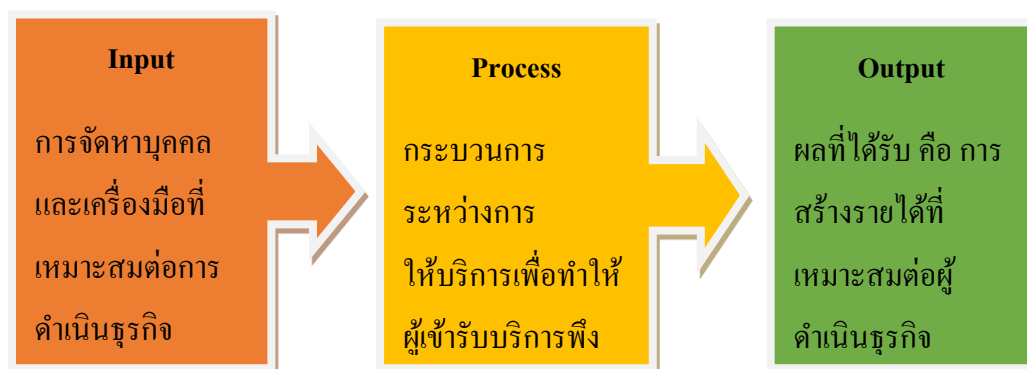 Input
การจัดหาบุคคล
และเครื่องมือที่
เหมาะสมต่อการ
ดำเนินธุรกิจ
Process
กระบวนการ
ระหว่างการ
ให้บริการเพื่อทำให้
ผู้เข้ารับบริการพึง
Output
ผลที่ได้รับ คือ การ
สร้างรายได้ที่
เหมาะสมต่อผู้
ดำเนินธุรกิจ